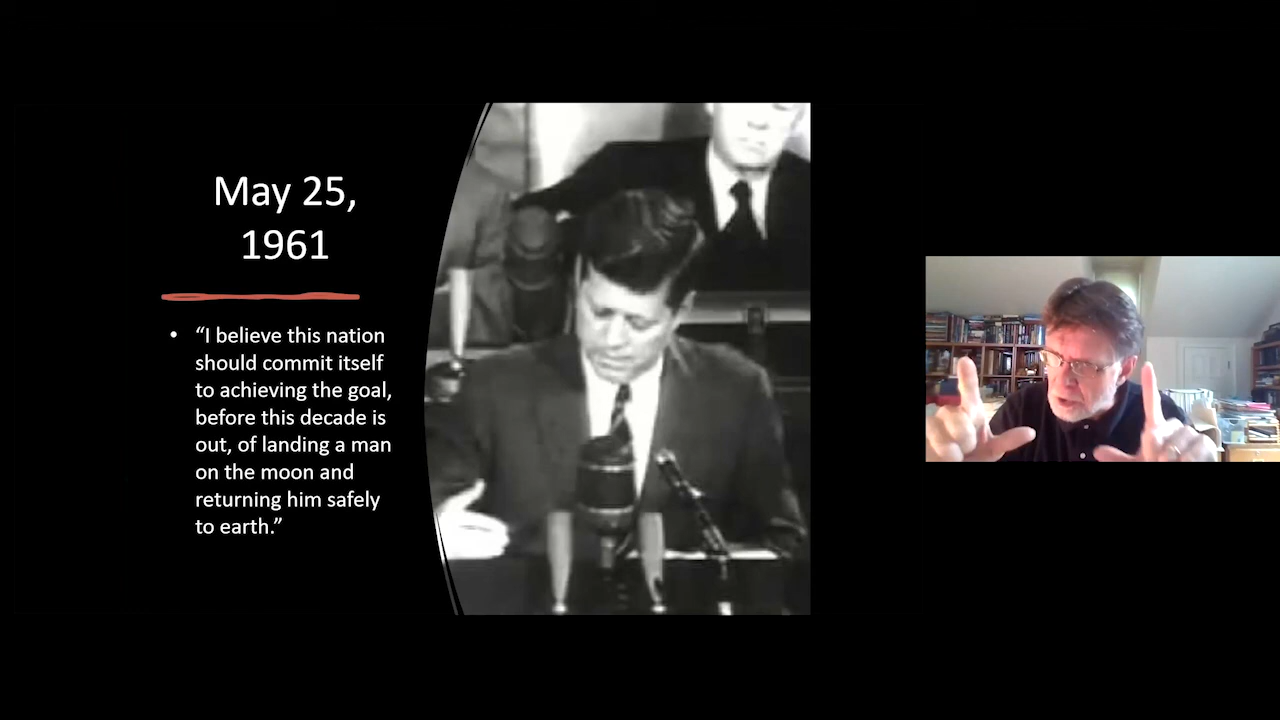 May 25,
1961
• “I believe this nation
should commit itself
to achieving the goal,
before this decade is
out, of landing a man
on the moon and
returning him safely
to earth.”